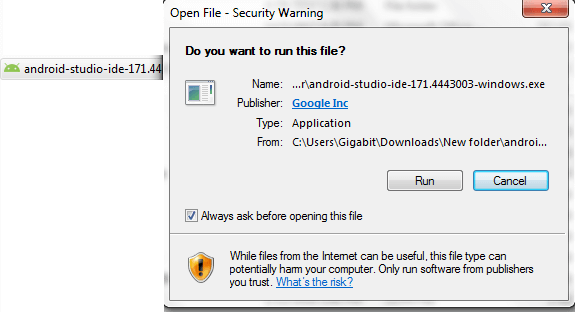 Open File - Security Warning
Do you want to run this file?
android-studio-ide-171.44
Name: ...r\android-studio-ide-171.4443003-windows.exe
Publisher: Google Inc
Type: Application
From: C:\Users\Gigabit\Downloads\New folder\androi...
Run Cancel
Always ask before opening this file
While files from the Internet can be useful, this file type can
potentially harm your computer. Only run software from publishers
you trust. What's the risk?